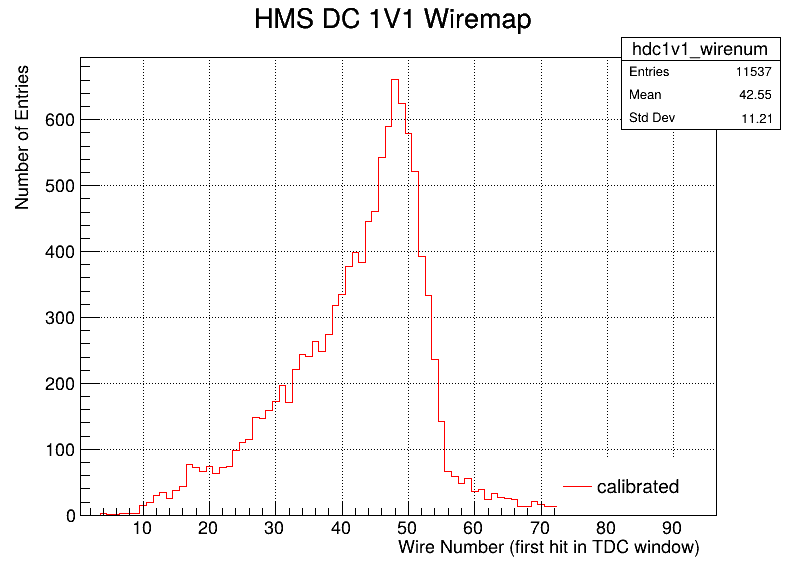 HMS DC 1V1 Wiremap
hdc1v1_wirenum
Entries 11537
Mean 42.55
Std Dev 11.21
Number of Entries
600
500
400
300
200
100
0
calibrated
10 20 30 40 50 60 70 80 90
Wire Number (first hit in TDC window)